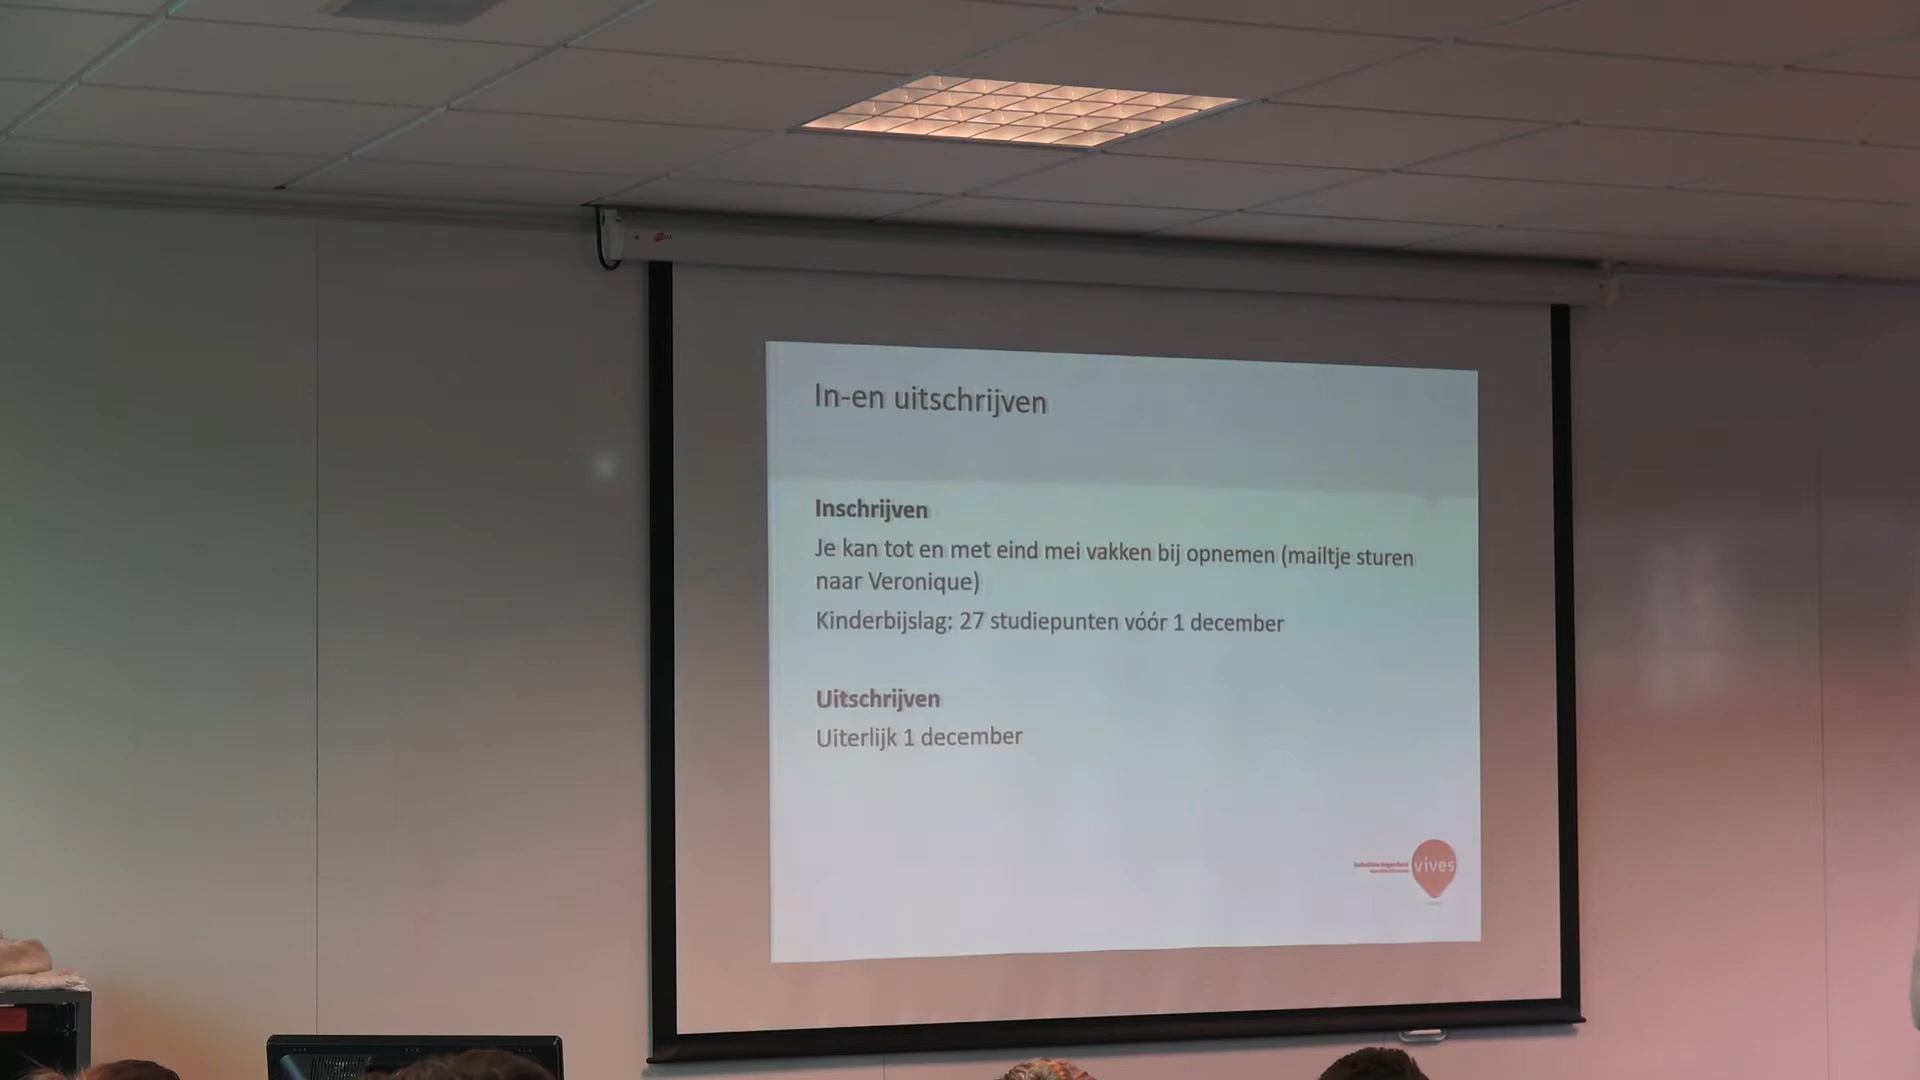 In-en uitschrijven
Inschrijven
Je kan tot en met eind mei vakken bij opnemen (mailtje sturen
naar Veronique)
Kinderbijslag: 27 studiepunten vóór 1 december
Uitschrijven
Uiterlijk 1 december
vives